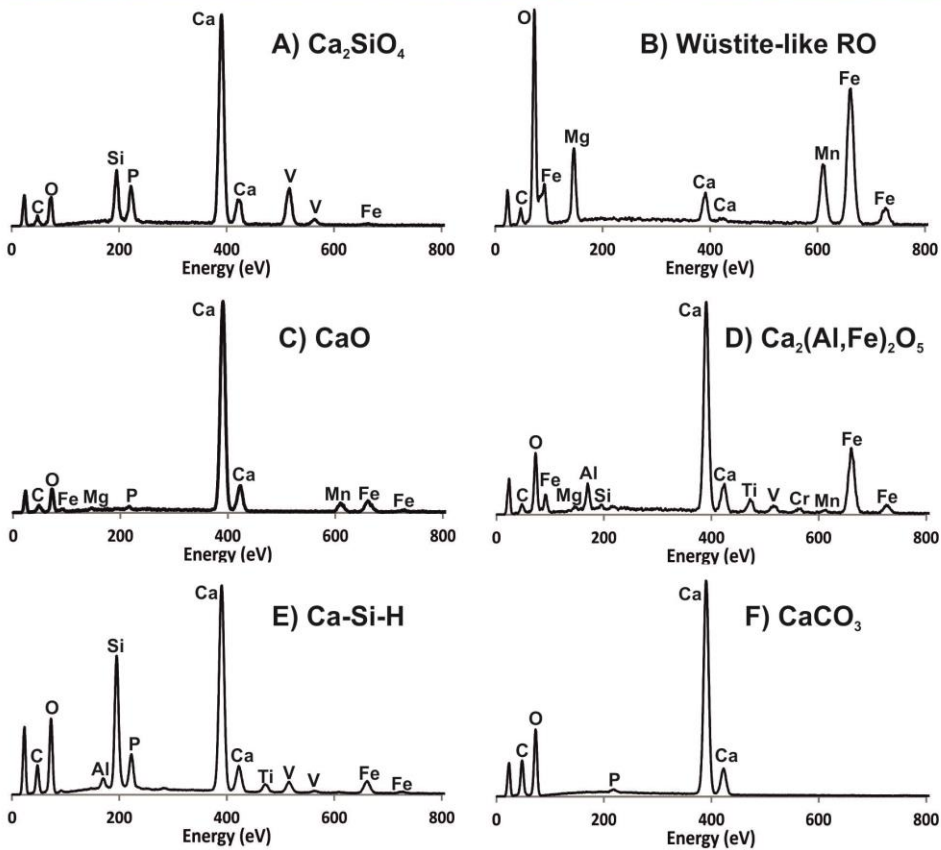 A) Ca₂SiO₄
Ca
Si
P
O
C
Ca
V
V
Fe
0 200 400 600 800
Energy (eV)
B) Wüstite-like RO
O
Fe
Mg
C
Ca
Ca
Mn
Fe
Fe
0 200 400 600 800
Energy (eV)
C) CaO
Ca
O
C
Fe
Mg
P
Ca
Mn
Fe
Fe
0 200 400 600 800
Energy (eV)
D) Ca₂(Al,Fe)₂O₅
Ca
O
C
Fe
Mg
Al
Si
Ca
Ti
V
Cr
Mn
Fe
Fe
0 200 400 600 800
Energy (eV)
E) Ca-Si-H
Ca
Si
O
C
Al
P
Ca
Ti
V
V
Fe
Fe
0 200 400 600 800
Energy (eV)
F) CaCO₃
Ca
O
C
P
Ca
0 200 400 600 800
Energy (eV)